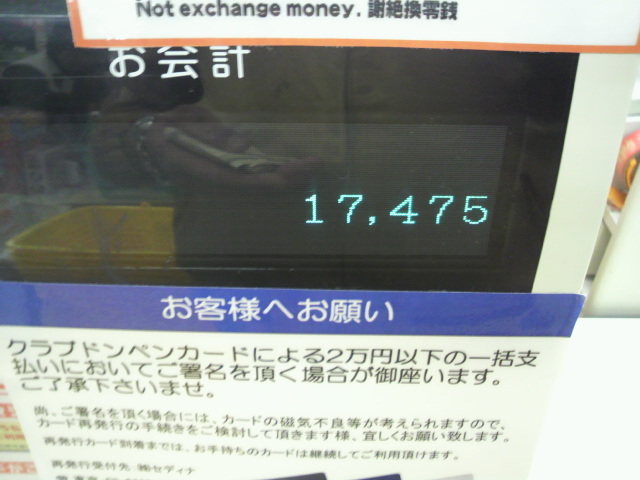 Not exchange money. 謝絶換零銭
お会計
17,475
お客様へお願い
クラブドンペンカードによる2万円以下の一括支
払いにおいてご署名を頂く場合が御座います。
ご了承下さいませ。
尚、ご署名を頂く場合には、カードの磁気不良等が考えられますので、
カード再発行の手続きをご検討して頂きます様、宜しくお願い致します。
再発行カード到着までは、お手持ちのカードは継続してご利用頂けます。
再発行受付先 ㈱セディナ